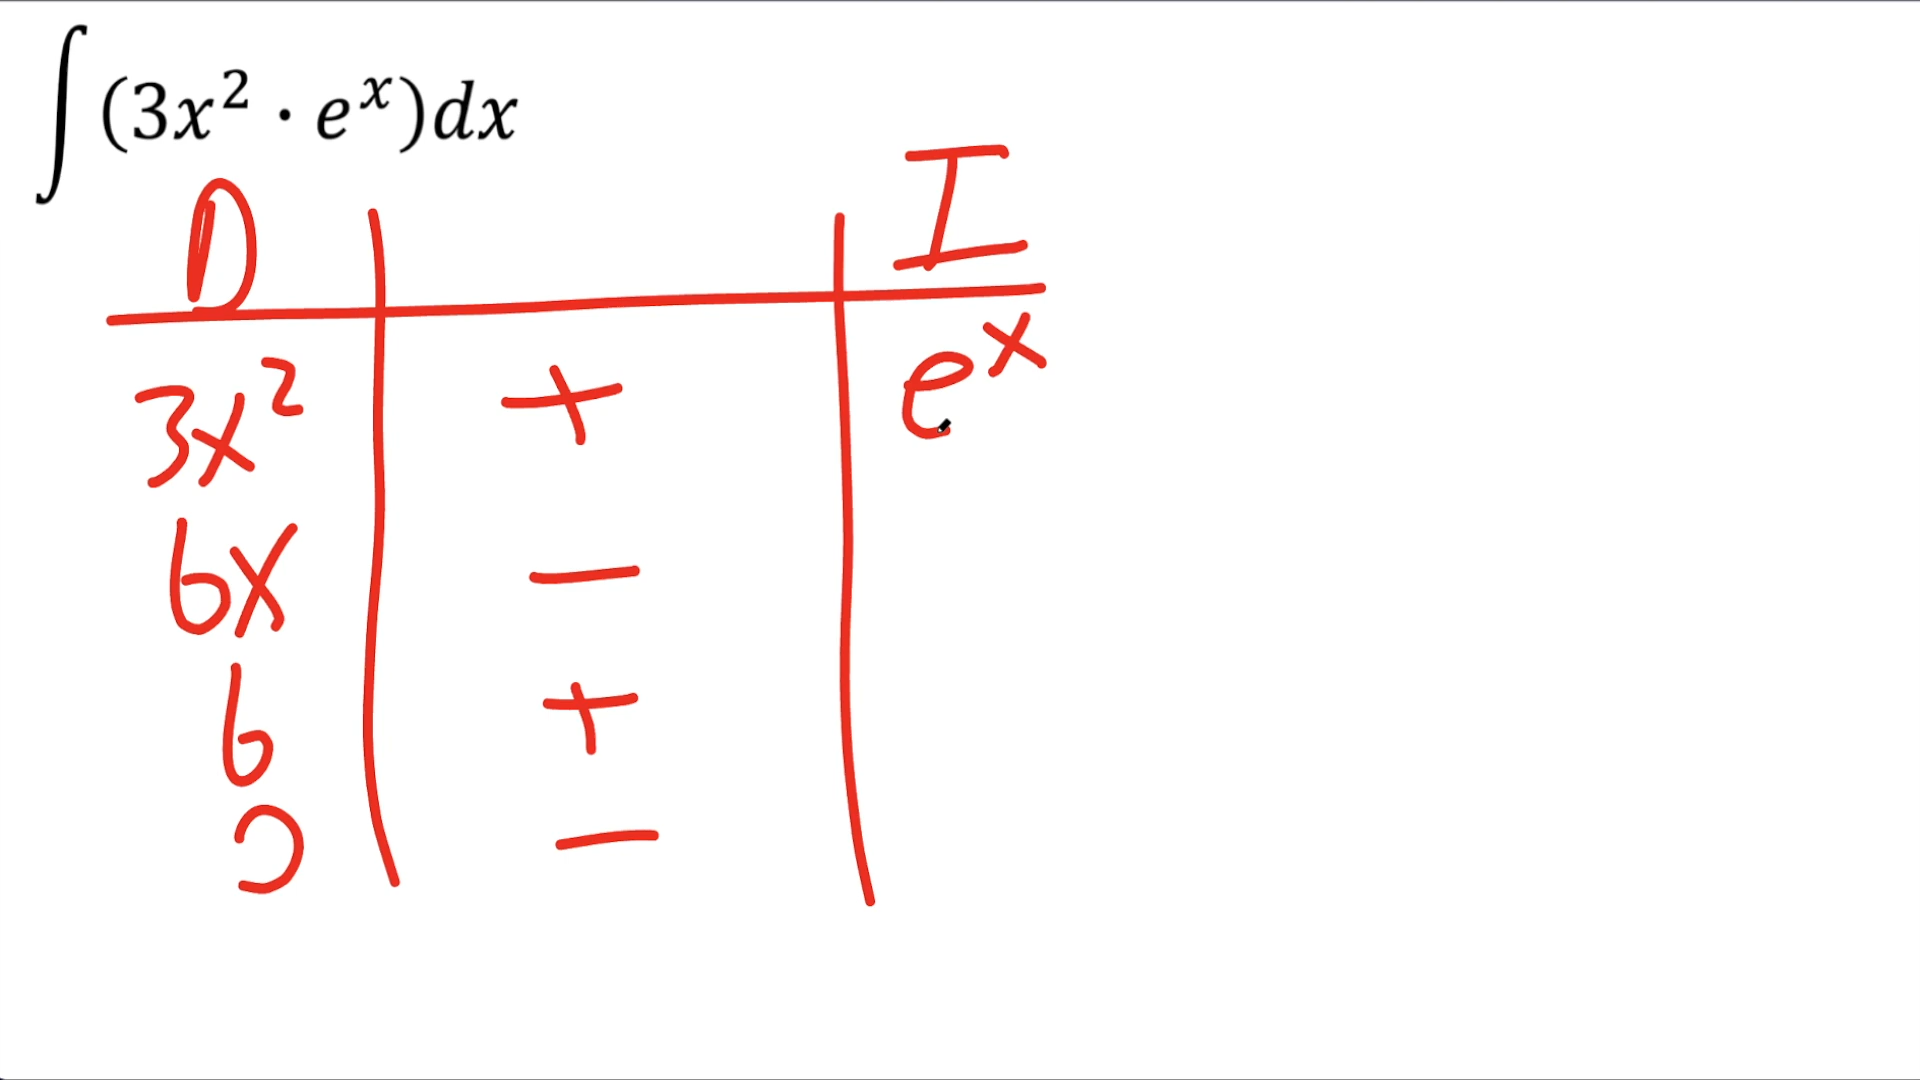 ∫(3x² · eˣ)dx
D I
3x² + eˣ
6x −
6 +
0 −